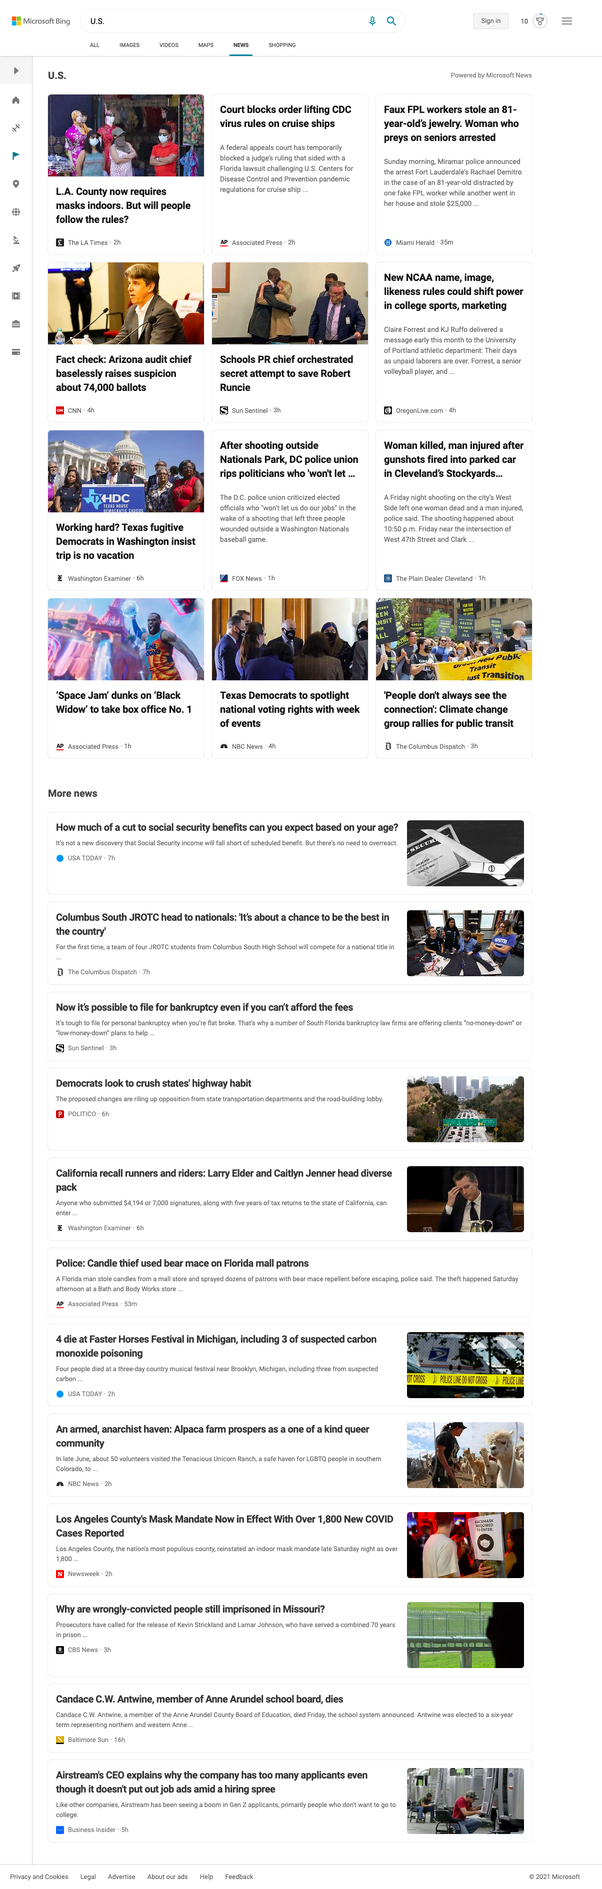 Microsoft Bing
U.S.
Sign in
10
ALL
IMAGES
VIDEOS
MAPS
NEWS
SHOPPING
U.S.
Powered by Microsoft News
L.A. County now requires
masks indoors. But will people
follow the rules?
The LA Times · 2h
Court blocks order lifting CDC
virus rules on cruise ships
A federal appeals court has temporarily
blocked a judge's ruling that sided with a
Florida lawsuit challenging U.S. Centers for
Disease Control and Prevention pandemic
regulations for cruise ship ...
AP Associated Press · 2h
Faux FPL workers stole an 81-
year-old's jewelry. Woman who
preys on seniors arrested
Sunday morning, Miramar police announced
the arrest Fort Lauderdale's Rachael Demitro
in the case of an 81-year-old distracted by
one fake FPL worker while another went in
her house and stole $25,000 ...
Miami Herald · 35m
Fact check: Arizona audit chief
baselessly raises suspicion
about 74,000 ballots
CNN · 4h
Schools PR chief orchestrated
secret attempt to save Robert
Runcie
Sun Sentinel · 3h
New NCAA name, image,
likeness rules could shift power
in college sports, marketing
Claire Forrest and KJ Ruffo delivered a
message early this month to the University
of Portland athletic department: Their days
as unpaid laborers are over. Forrest, a senior
volleyball player, and ...
OregonLive.com · 4h
HDC
TEXAS HOUSE
Working hard? Texas fugitive
Democrats in Washington insist
trip is no vacation
Washington Examiner · 6h
After shooting outside
Nationals Park, DC police union
rips politicians who 'won't let ...
The D.C. police union criticized elected
officials who "won't let us do our jobs" in the
wake of a shooting that left three people
wounded outside a Washington Nationals
baseball game.
FOX News · 1h
Woman killed, man injured after
gunshots fired into parked car
in Cleveland's Stockyards...
A Friday night shooting on the city's West
Side left one woman dead and a man injured,
police said. The shooting happened about
10:50 p.m. Friday near the intersection of
West 47th Street and Clark ...
The Plain Dealer Cleveland · 1h
GREEN
TRANSIT
ALL
'Space Jam' dunks on 'Black
Widow' to take box office No. 1
AP Associated Press · 1h
Texas Democrats to spotlight
national voting rights with week
of events
NBC News · 4h
'People don't always see the
connection': Climate change
group rallies for public transit
The Columbus Dispatch · 3h
More news
How much of a cut to social security benefits can you expect based on your age?
It's not a new discovery that Social Security income will fall short of scheduled benefit. But there's no need to overreact.
USA TODAY · 7h
Columbus South JROTC head to nationals: 'It's about a chance to be the best in
the country'
For the first time, a team of four JROTC students from Columbus South High School will compete for a national title in
...
The Columbus Dispatch · 7h
Now it's possible to file for bankruptcy even if you can't afford the fees
It's tough to file for personal bankruptcy when you're flat broke. That's why a number of South Florida bankruptcy law firms are offering clients "no-money-down" or
"low-money-down" plans to help ...
Sun Sentinel · 3h
Democrats look to crush states' highway habit
The proposed changes are riling up opposition from state transportation departments and the road-building lobby.
POLITICO · 6h
California recall runners and riders: Larry Elder and Caitlyn Jenner head diverse
pack
Anyone who submitted $4,194 or 7,000 signatures, along with five years of tax returns to the state of California, can
enter ...
Washington Examiner · 6h
Police: Candle thief used bear mace on Florida mall patrons
A Florida man stole candles from a mall store and sprayed dozens of patrons with bear mace repellent before escaping, police said. The theft happened Saturday
afternoon at a Bath and Body Works store ...
AP Associated Press · 53m
4 die at Faster Horses Festival in Michigan, including 3 of suspected carbon
monoxide poisoning
Four people died at a three-day country musical festival near Brooklyn, Michigan, including three from suspected
carbon ...
USA TODAY · 2h
OT CROSS POLICE LINE DO NOT CROSS POLICE LINE
An armed, anarchist haven: Alpaca farm prospers as a one of a kind queer
community
In late June, about 50 volunteers visited the Tenacious Unicorn Ranch, a safe haven for LGBTQ people in southern
Colorado, to ...
NBC News · 2h
Los Angeles County's Mask Mandate Now in Effect With Over 1,800 New COVID
Cases Reported
Los Angeles County, the nation's most populous county, reinstated an indoor mask mandate late Saturday night as over
1,800 ...
N Newsweek · 2h
Why are wrongly-convicted people still imprisoned in Missouri?
Prosecutors have called for the release of Kevin Strickland and Lamar Johnson, who have served a combined 70 years
in prison ...
CBS News · 3h
Candace C.W. Antwine, member of Anne Arundel school board, dies
Candace C.W. Antwine, a member of the Anne Arundel County Board of Education, died Friday, the school system announced. Antwine was elected to a six-year
term representing northern and western Anne ...
Baltimore Sun · 16h
Airstream's CEO explains why the company has too many applicants even
though it doesn't put out job ads amid a hiring spree
Like other companies, Airstream has been seeing a boom in Gen Z applicants, primarily people who don't want to go to
college.
Business Insider · 5h
Privacy and Cookies
Legal
Advertise
About our ads
Help
Feedback
© 2021 Microsoft